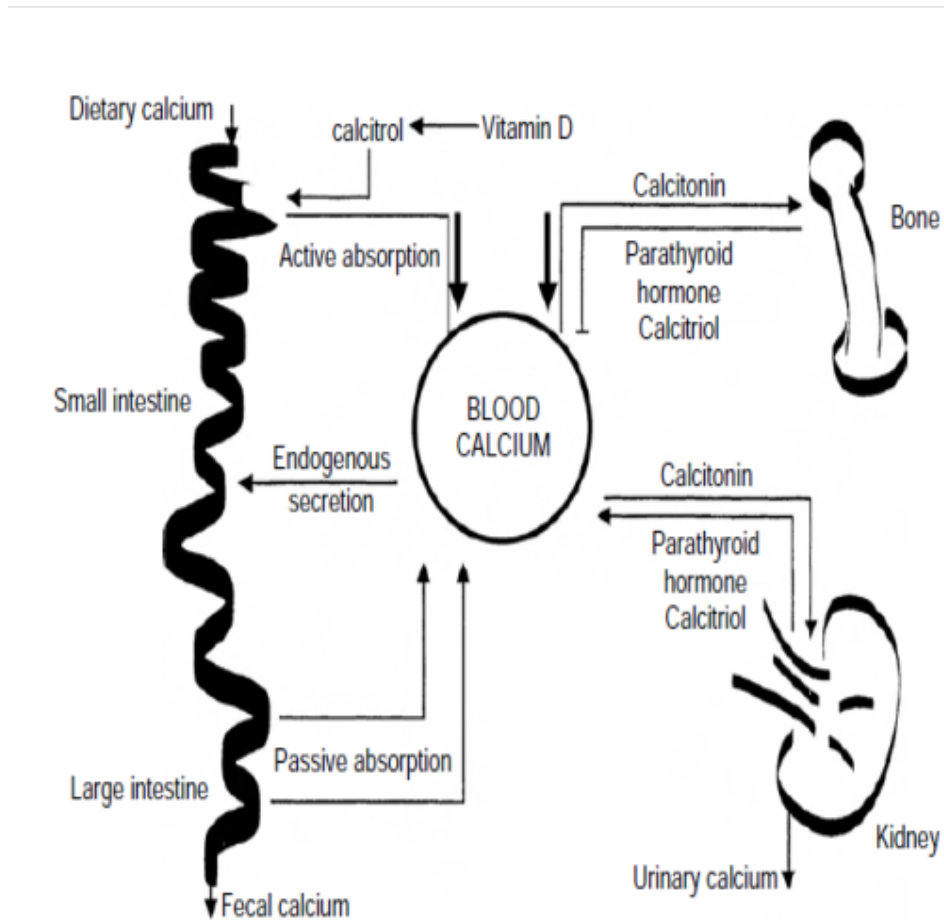 Dietary calcium
calcitrol
Vitamin D
Calcitonin
Bone
Active absorption
Parathyroid
hormone
Calcitriol
Small intestine
BLOOD
CALCIUM
Endogenous
secretion
Calcitonin
Parathyroid
hormone
Calcitriol
Passive absorption
Large intestine
Kidney
Urinary calcium
Fecal calcium